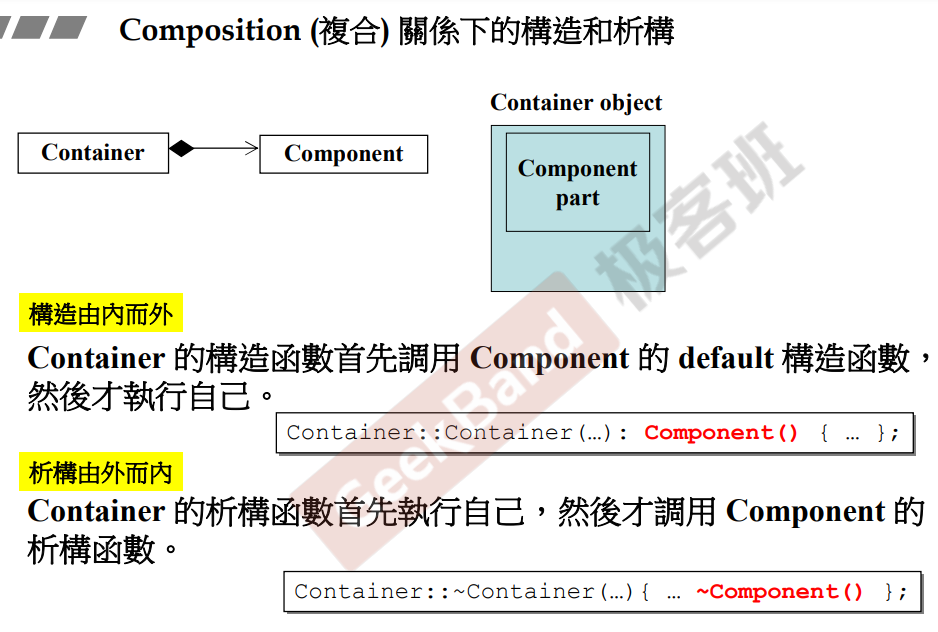 Composition (複合) 關係下的構造和析構
Container object
Container
Component
Component
part
極客班
SeekBand
構造由內而外
Container 的構造函數首先調用 Component 的 default 構造函數，
然後才執行自己。
Container::Container(…): Component() { … };
析構由外而內
Container 的析構函數首先執行自己，然後才調用 Component 的
析構函數。
Container::~Container(…){ … ~Component() };